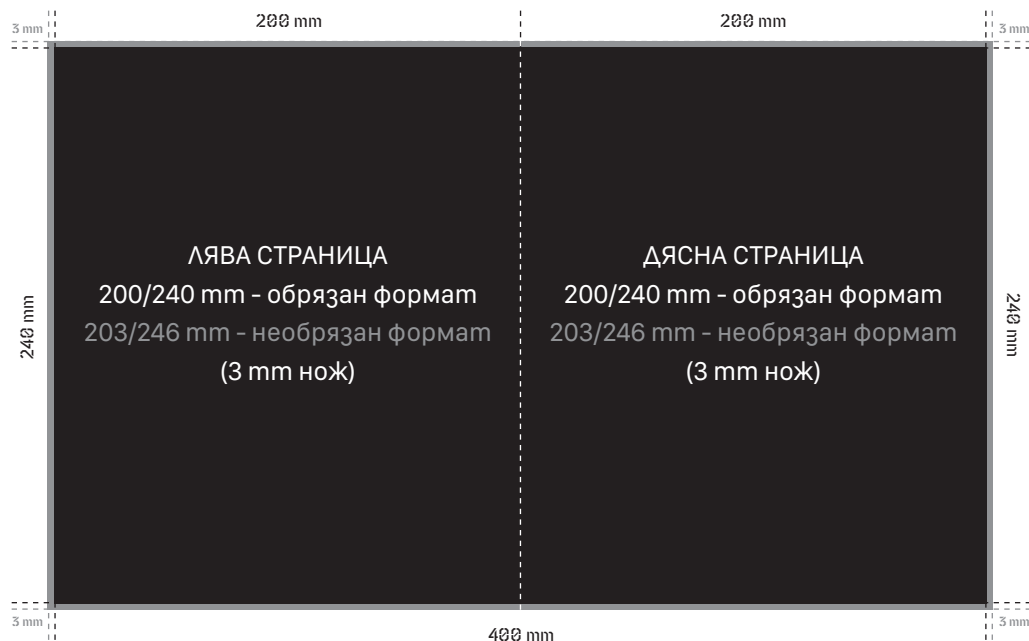 200 mm
200 mm
3 mm
3 mm
ЛЯВА СТРАНИЦА
200/240 mm - обрязан формат
203/246 mm - необрязан формат
(3 mm нож)
ДЯСНА СТРАНИЦА
200/240 mm - обрязан формат
203/246 mm - необрязан формат
(3 mm нож)
240 mm
240 mm
3 mm
3 mm
400 mm